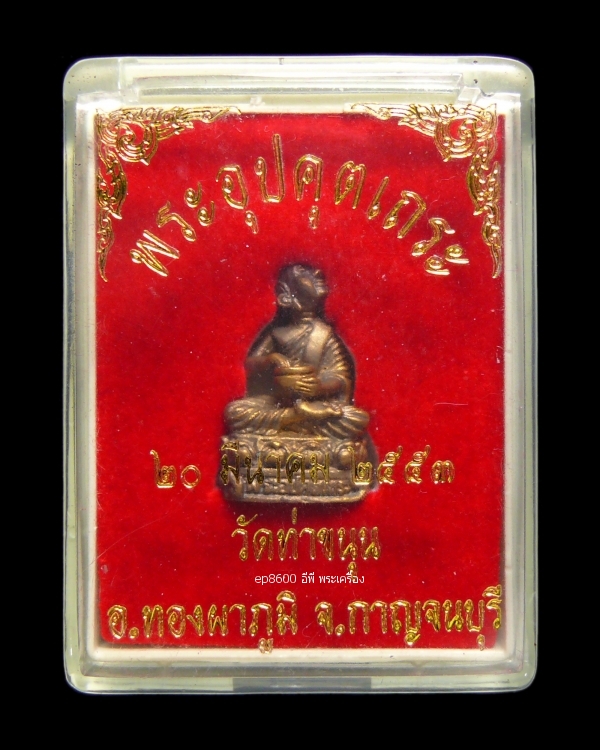 พระอุปคุตเถระ
๒๐ มีนาคม ๒๕๕๓
วัดท่าขนุน
ep8600 อีพี พระเครื่อง
อ.ทองผาภูมิ จ.กาญจนบุรี